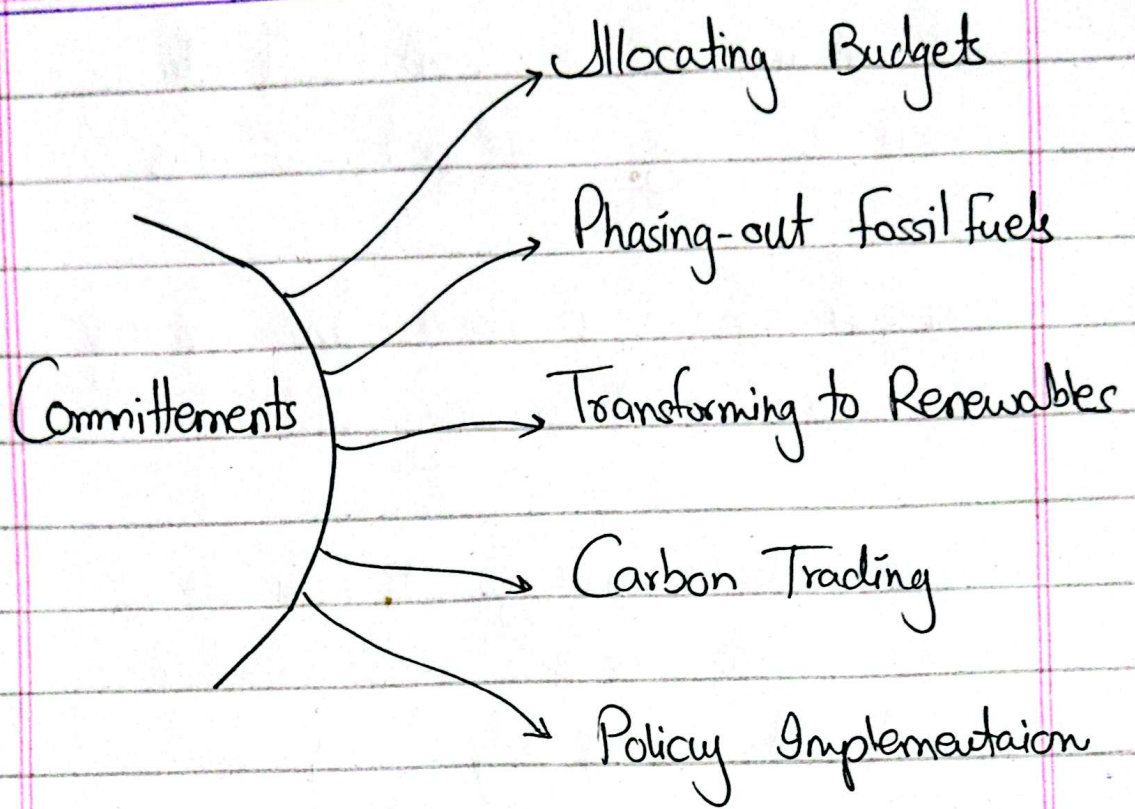 Allocating Budgets
Phasing-out fossil fuels
Committements
Transforming to Renewables
Carbon Trading
Policy Implementaion